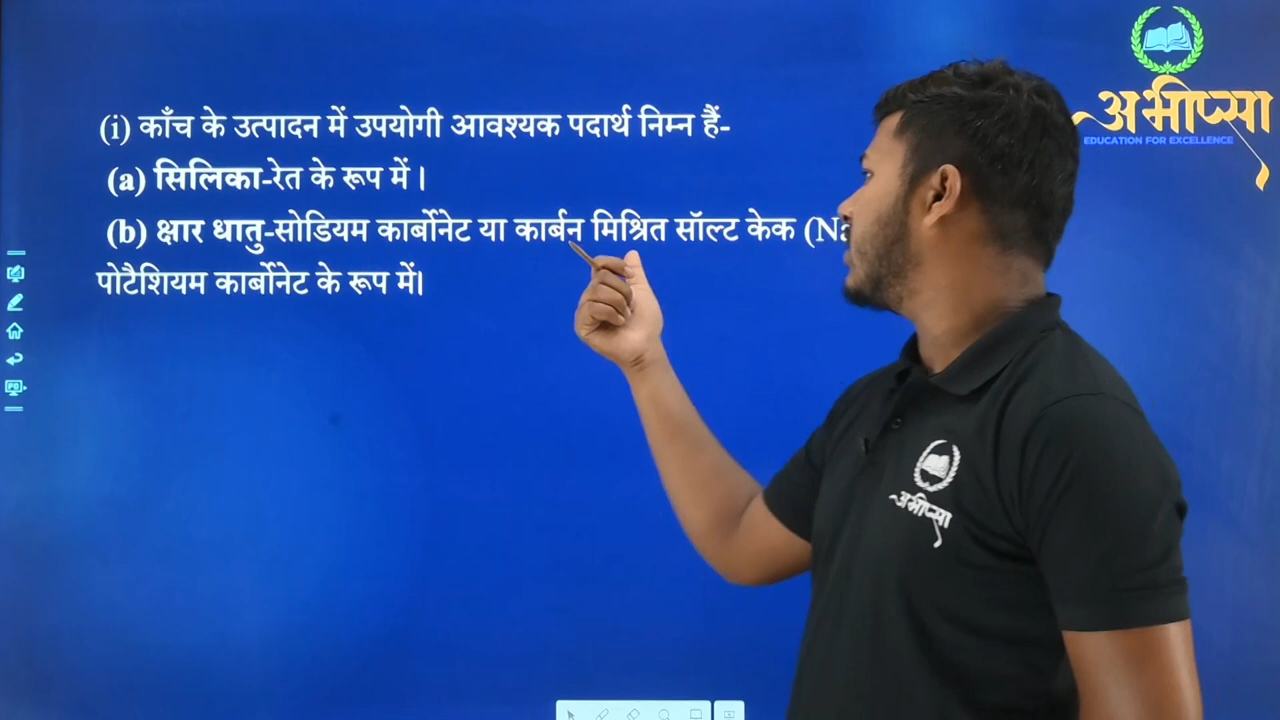 (i) काँच के उत्पादन में उपयोगी आवश्यक पदार्थ निम्न हैं-
(a) सिलिका-रेत के रूप में।
(b) क्षार धातु-सोडियम कार्बोनेट या कार्बन मिश्रित सॉल्ट केक (Na
पोटैशियम कार्बोनेट के रूप में।
अभीप्सा
EDUCATION FOR EXCELLENCE
अभीप्सा